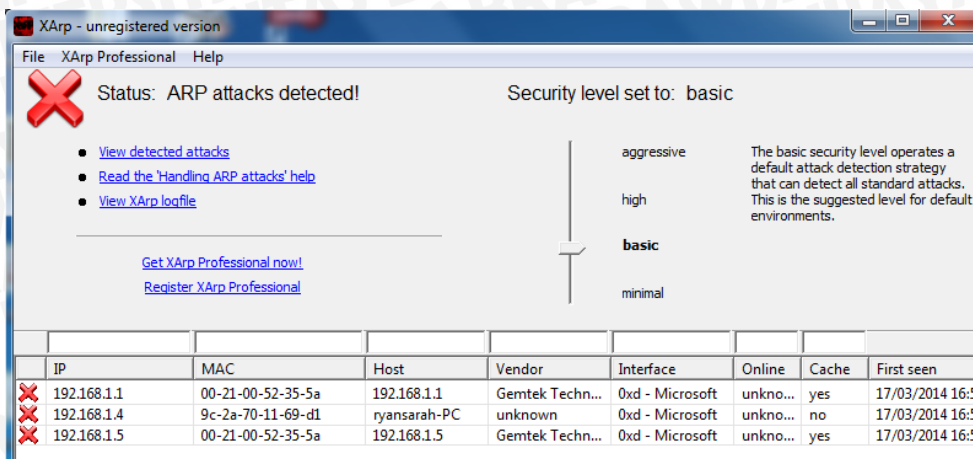 XArp - unregistered version
File XArp Professional Help
Status: ARP attacks detected!
Security level set to: basic
View detected attacks
Read the 'Handling ARP attacks' help
View XArp logfile
Get XArp Professional now!
Register XArp Professional
aggressive
high
basic
minimal
The basic security level operates a
default attack detection strategy
that can detect all standard attacks.
This is the suggested level for default
environments.
IP MAC Host Vendor Interface Online Cache First seen
192.168.1.1 00-21-00-52-35-5a 192.168.1.1 Gemtek Techn... 0xd - Microsoft unkno... yes 17/03/2014 16:5
192.168.1.4 9c-2a-70-11-69-d1 ryansarah-PC unknown 0xd - Microsoft unkno... no 17/03/2014 16:5
192.168.1.5 00-21-00-52-35-5a 192.168.1.5 Gemtek Techn... 0xd - Microsoft unkno... yes 17/03/2014 16:5